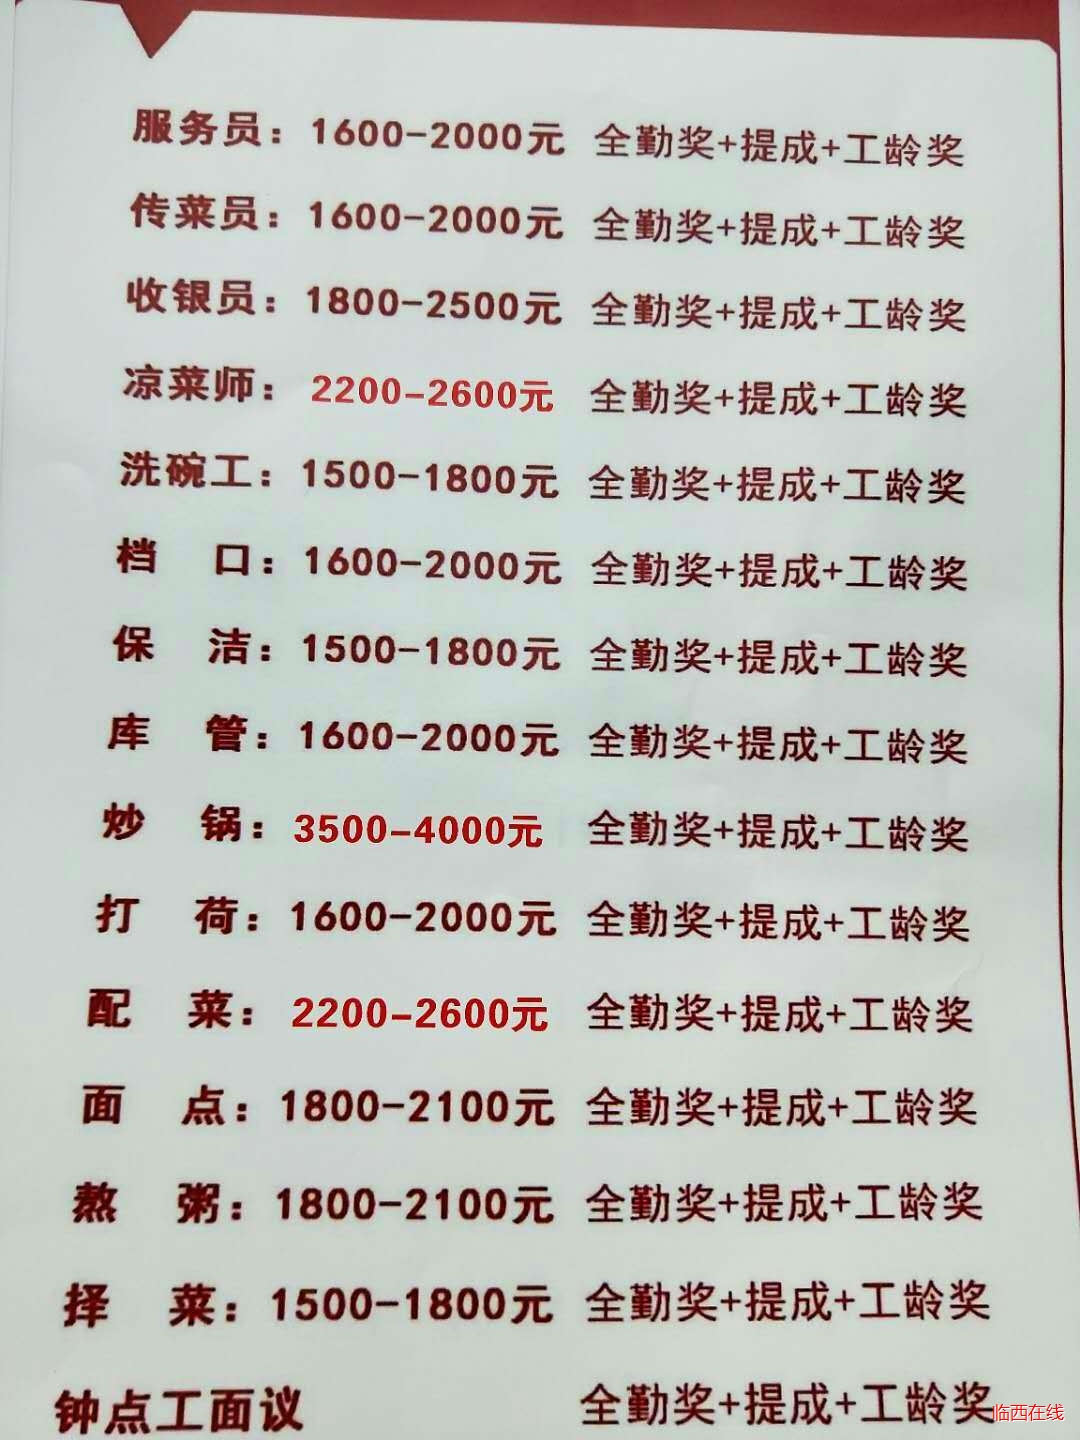 服务员：1600-2000元 全勤奖+提成+工龄奖
传菜员：1600-2000元 全勤奖+提成+工龄奖
收银员：1800-2500元 全勤奖+提成+工龄奖
凉菜师：2200-2600元 全勤奖+提成+工龄奖
洗碗工：1500-1800元 全勤奖+提成+工龄奖
档 口：1600-2000元 全勤奖+提成+工龄奖
保 洁：1500-1800元 全勤奖+提成+工龄奖
库 管：1600-2000元 全勤奖+提成+工龄奖
炒 锅：3500-4000元 全勤奖+提成+工龄奖
打 荷：1600-2000元 全勤奖+提成+工龄奖
配 菜：2200-2600元 全勤奖+提成+工龄奖
面 点：1800-2100元 全勤奖+提成+工龄奖
熬 粥：1800-2100元 全勤奖+提成+工龄奖
择 菜：1500-1800元 全勤奖+提成+工龄奖
钟点工面议 全勤奖+提成+工龄奖
临西在线